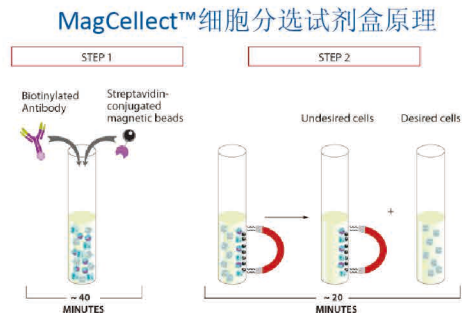 MagCellect™细胞分选试剂盒原理
STEP 1
STEP 2
Biotinylated
Antibody
Streptavidin-
conjugated
magnetic beads
Undesired cells
Desired cells
+
~ 40
MINUTES
~ 20
MINUTES